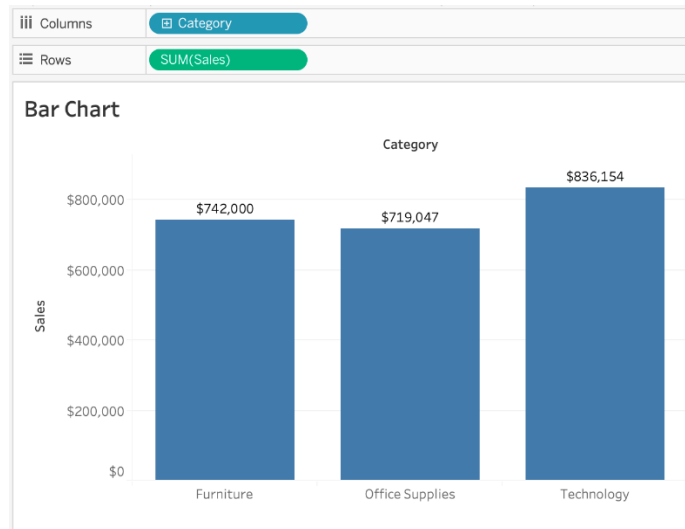 Columns
Category
Rows
SUM(Sales)
Bar Chart
Category
$836,154
$800,000
$742,000
$719,047
$600,000
Sales
$400,000
$200,000
$0
Furniture
Office Supplies
Technology